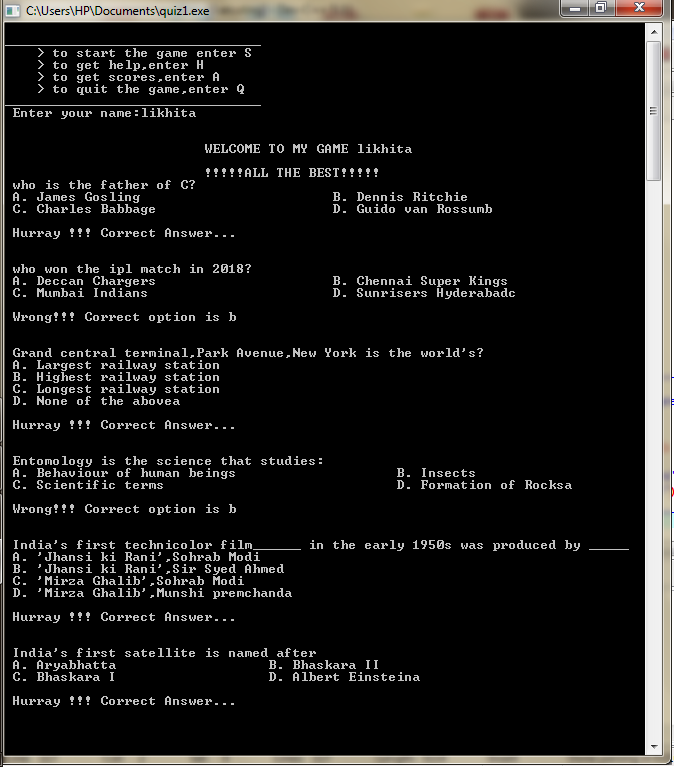 C:\Users\HP\Documents\quiz1.exe
> to start the game enter S
> to get help,enter H
> to get scores,enter A
> to quit the game,enter Q
Enter your name:likhita
WELCOME TO MY GAME likhita
!!!!!ALL THE BEST!!!!!
who is the father of C?
A. James Gosling B. Dennis Ritchie
C. Charles Babbage D. Guido van Rossumb
Hurray !!! Correct Answer...
who won the ipl match in 2018?
A. Deccan Chargers B. Chennai Super Kings
C. Mumbai Indians D. Sunrisers Hyderabadc
Wrong!!! Correct option is b
Grand central terminal,Park Avenue,New York is the world's?
A. Largest railway station
B. Highest railway station
C. Longest railway station
D. None of the abovea
Hurray !!! Correct Answer...
Entomology is the science that studies:
A. Behaviour of human beings B. Insects
C. Scientific terms D. Formation of Rocksa
Wrong!!! Correct option is b
India's first technicolor film______ in the early 1950s was produced by _____
A. 'Jhansi ki Rani',Sohrab Modi
B. 'Jhansi ki Rani',Sir Syed Ahmed
C. 'Mirza Ghalib',Sohrab Modi
D. 'Mirza Ghalib',Munshi premchanda
Hurray !!! Correct Answer...
India's first satellite is named after
A. Aryabhatta B. Bhaskara II
C. Bhaskara I D. Albert Einsteina
Hurray !!! Correct Answer...